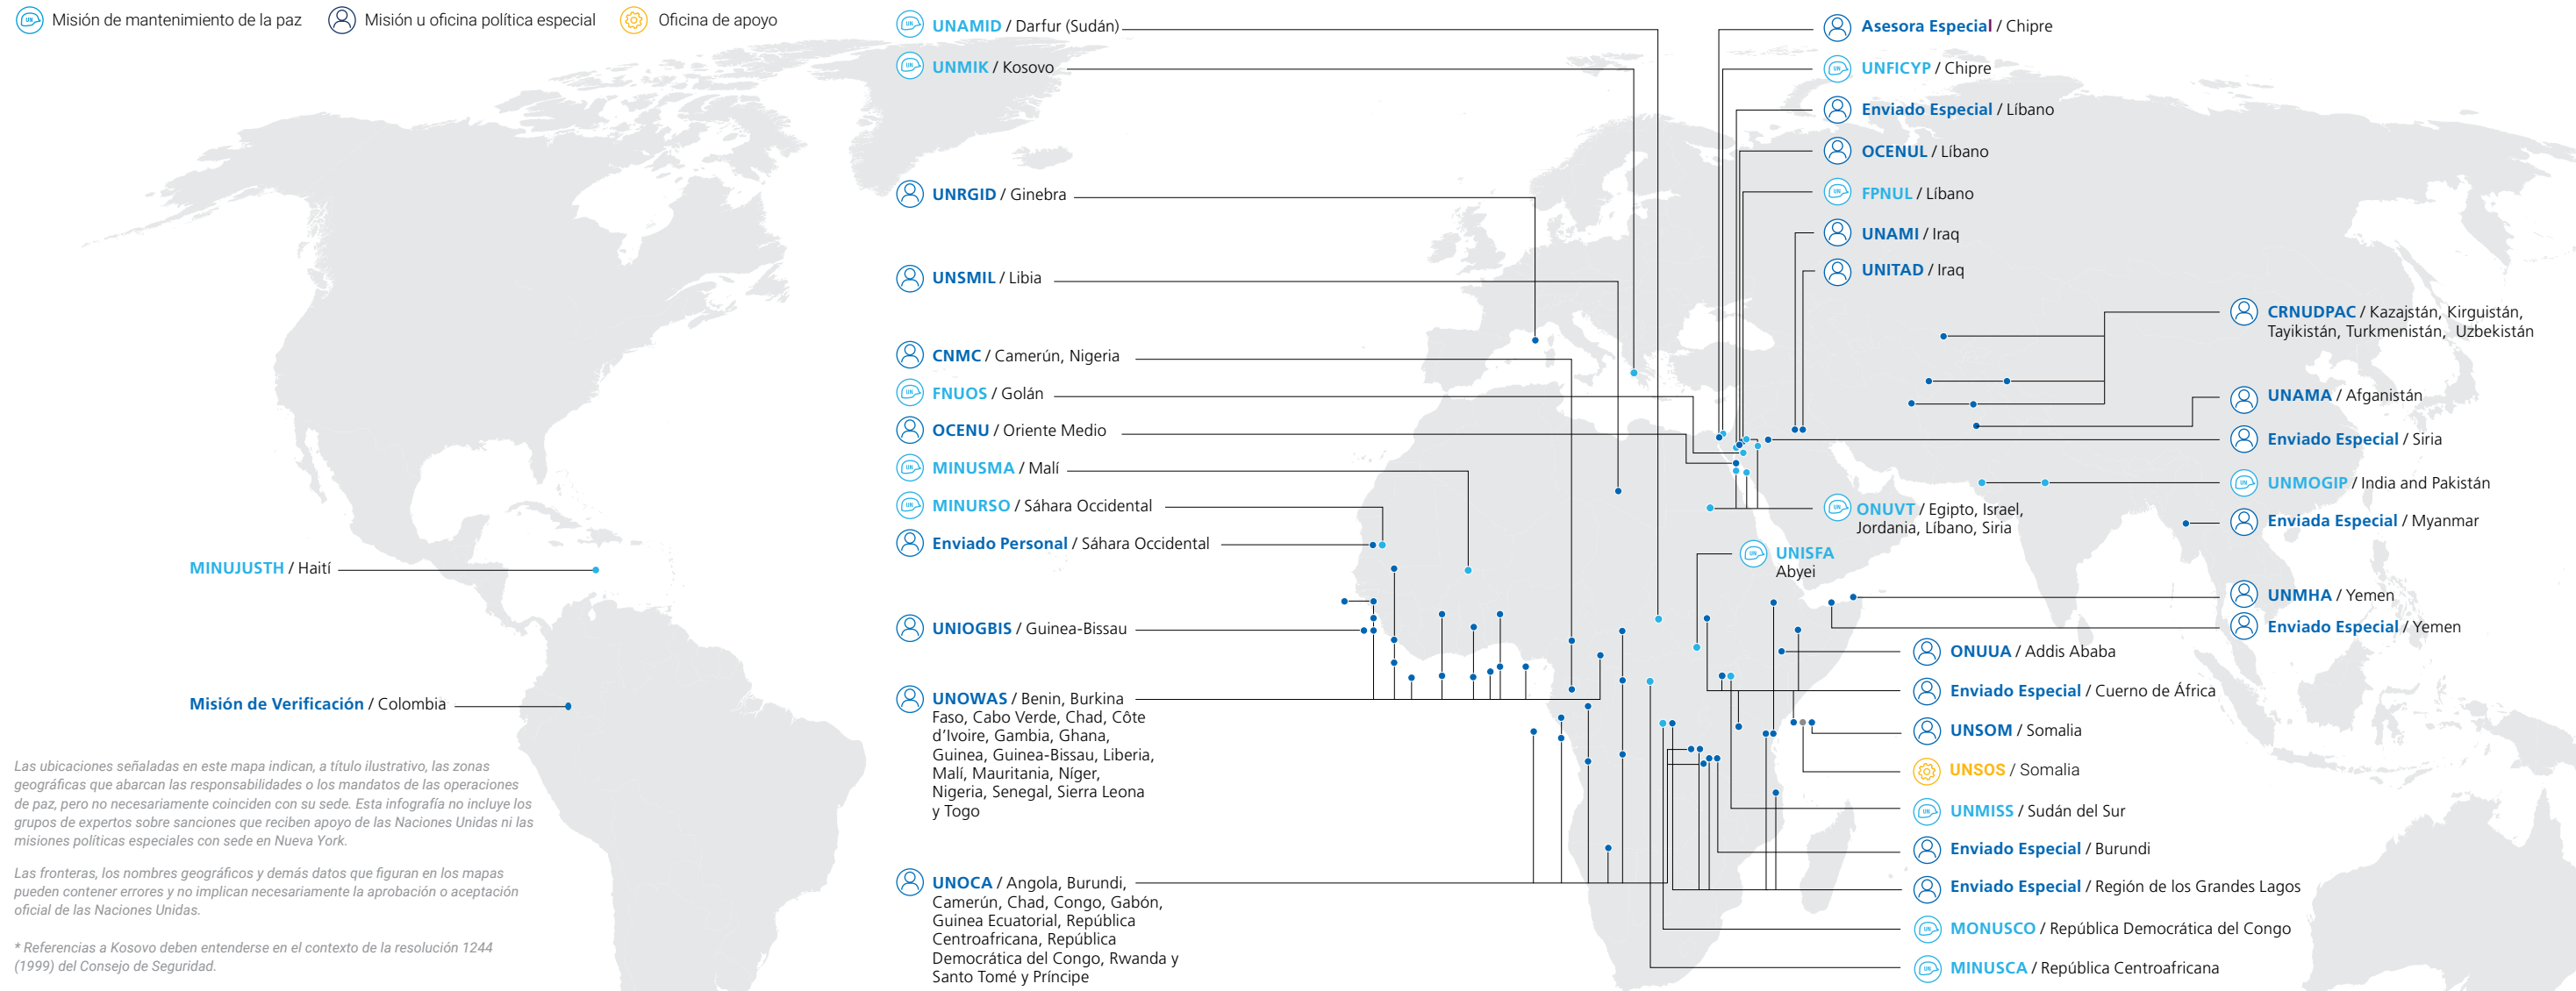 Misión de mantenimiento de la paz
Misión u oficina política especial
Oficina de apoyo
UNAMID / Darfur (Sudán)
UNMIK / Kosovo
UNRGID / Ginebra
UNSMIL / Libia
CNMC / Camerún, Nigeria
FNUOS / Golán
OCENU / Oriente Medio
MINUSMA / Malí
MINURSO / Sáhara Occidental
Enviado Personal / Sáhara Occidental
MINUJUSTH / Haití
UNIOGBIS / Guinea-Bissau
Misión de Verificación / Colombia
UNOWAS / Benin, Burkina
Faso, Cabo Verde, Chad, Côte
d’Ivoire, Gambia, Ghana,
Guinea, Guinea-Bissau, Liberia,
Malí, Mauritania, Níger,
Nigeria, Senegal, Sierra Leona
y Togo
UNOCA / Angola, Burundi,
Camerún, Chad, Congo, Gabón,
Guinea Ecuatorial, República
Centroafricana, República
Democrática del Congo, Rwanda y
Santo Tomé y Príncipe
Asesora Especial / Chipre
UNFICYP / Chipre
Enviado Especial / Líbano
OCENUL / Líbano
FPNUL / Líbano
UNAMI / Iraq
UNITAD / Iraq
CRNUDPAC / Kazajstán, Kirguistán,
Tayikistán, Turkmenistán, Uzbekistán
UNAMA / Afganistán
Enviado Especial / Siria
UNMOGIP / India and Pakistán
ONUVT / Egipto, Israel,
Jordania, Líbano, Siria
Enviada Especial / Myanmar
UNISFA
Abyei
UNMHA / Yemen
Enviado Especial / Yemen
ONUUA / Addis Ababa
Enviado Especial / Cuerno de África
UNSOM / Somalia
UNSOS / Somalia
UNMISS / Sudán del Sur
Enviado Especial / Burundi
Enviado Especial / Región de los Grandes Lagos
MONUSCO / República Democrática del Congo
MINUSCA / República Centroafricana
Las ubicaciones señaladas en este mapa indican, a título ilustrativo, las zonas
geográficas que abarcan las responsabilidades o los mandatos de las operaciones
de paz, pero no necesariamente coinciden con su sede. Esta infografía no incluye los
grupos de expertos sobre sanciones que reciben apoyo de las Naciones Unidas ni las
misiones políticas especiales con sede en Nueva York.
Las fronteras, los nombres geográficos y demás datos que figuran en los mapas
pueden contener errores y no implican necesariamente la aprobación o aceptación
oficial de las Naciones Unidas.
* Referencias a Kosovo deben entenderse en el contexto de la resolución 1244
(1999) del Consejo de Seguridad.